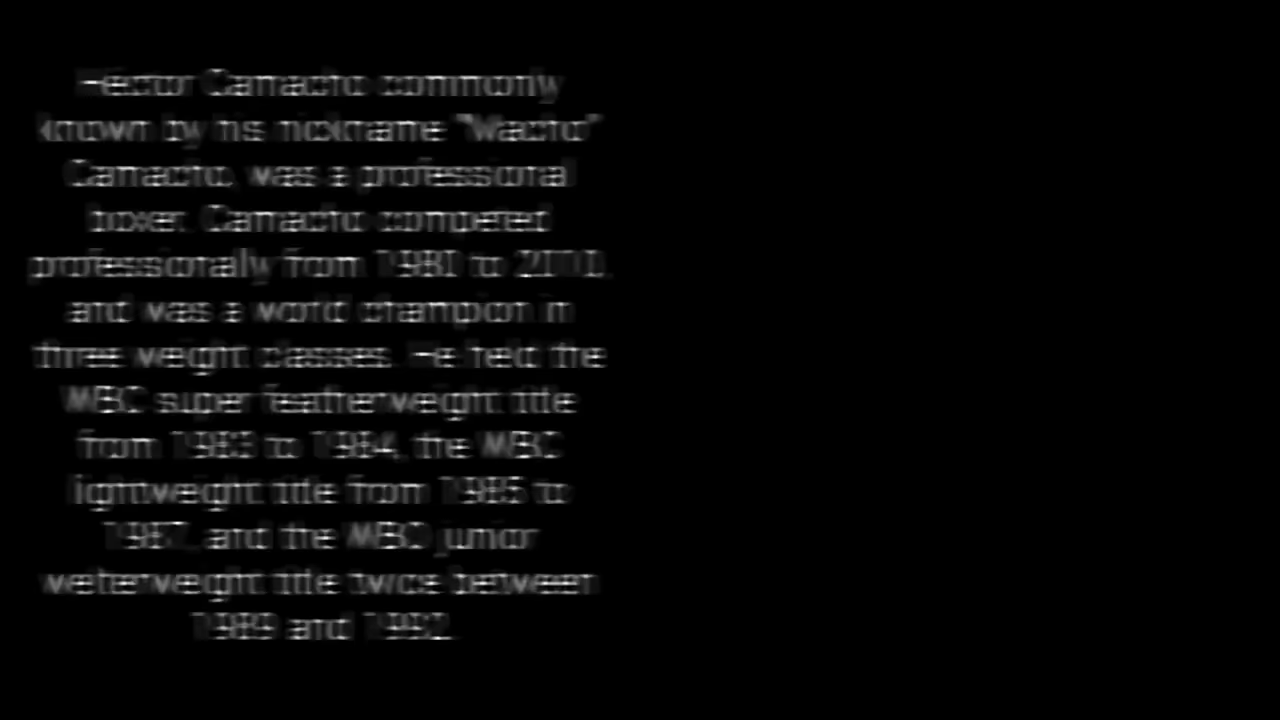 Héctor Camacho commonly
known by his nickname "Macho"
Camacho, was a professional
boxer. Camacho competed
professionally from 1980 to 2010,
and was a world champion in
three weight classes. He held the
WBC super featherweight title
from 1983 to 1984, the WBC
lightweight title from 1985 to
1987, and the WBO junior
welterweight title twice between
1989 and 1992.